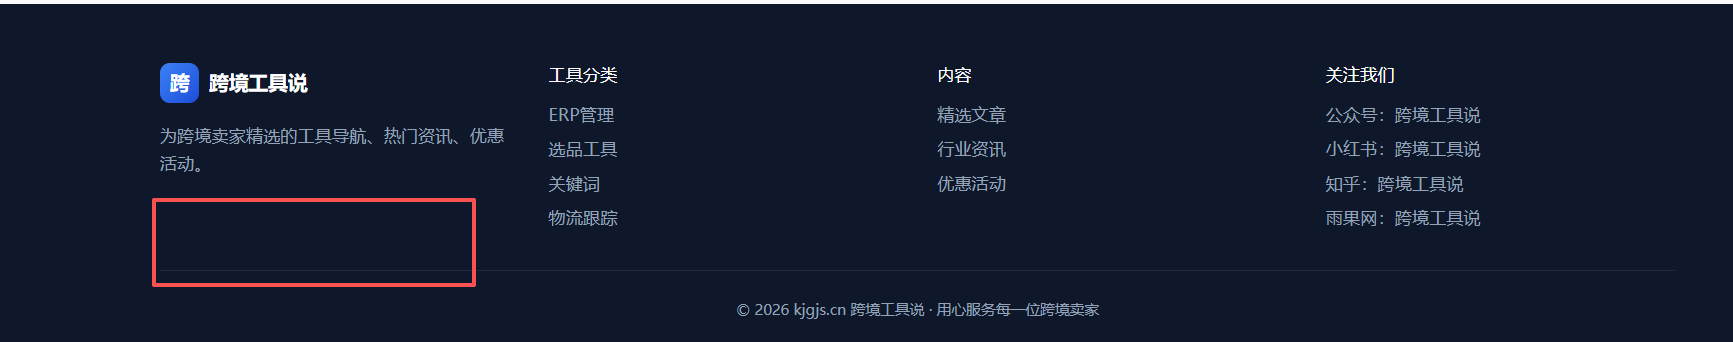 跨 跨境工具说
为跨境卖家精选的工具导航、热门资讯、优惠
活动。
工具分类
ERP管理
选品工具
关键词
物流跟踪
内容
精选文章
行业资讯
优惠活动
关注我们
公众号：跨境工具说
小红书：跨境工具说
知乎：跨境工具说
雨果网：跨境工具说
© 2026 kjgjs.cn 跨境工具说 · 用心服务每一位跨境卖家